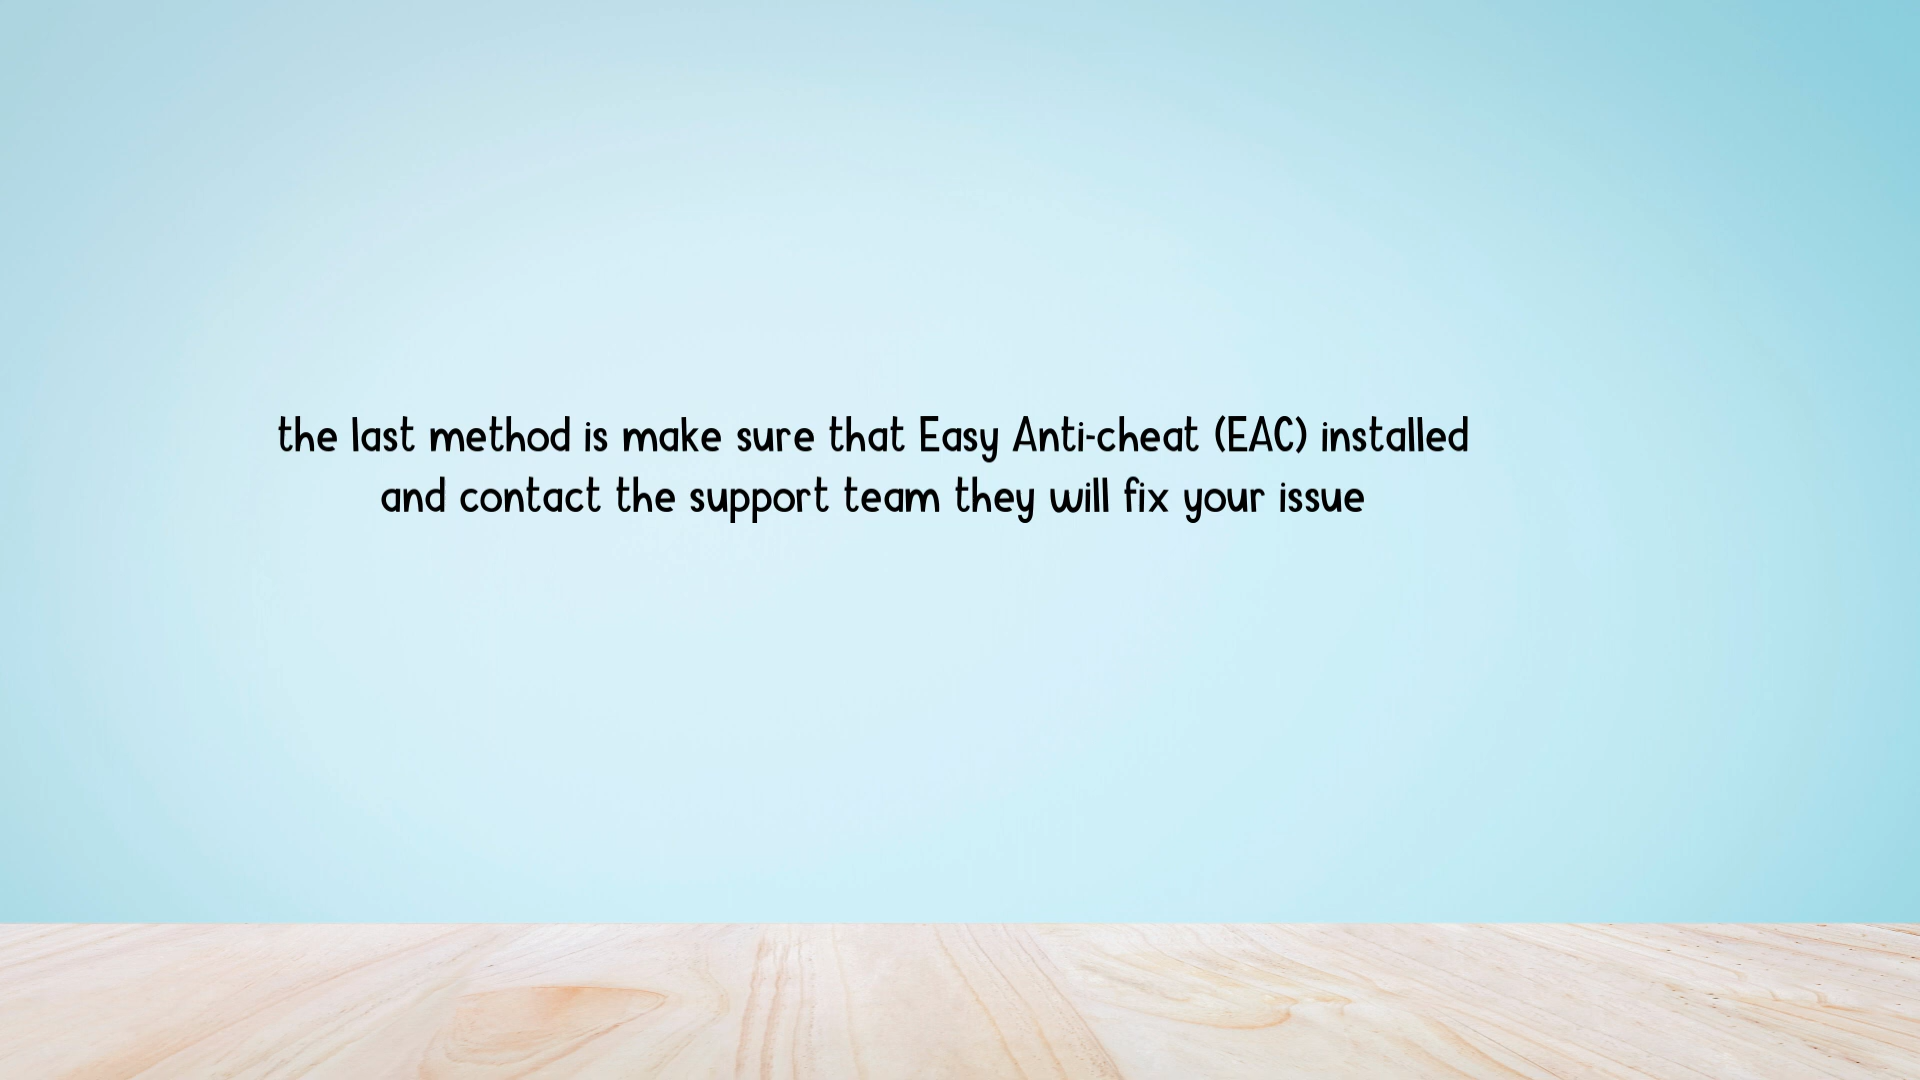 the last method is make sure that Easy Anti-cheat (EAC) installed
and contact the support team they will fix your issue